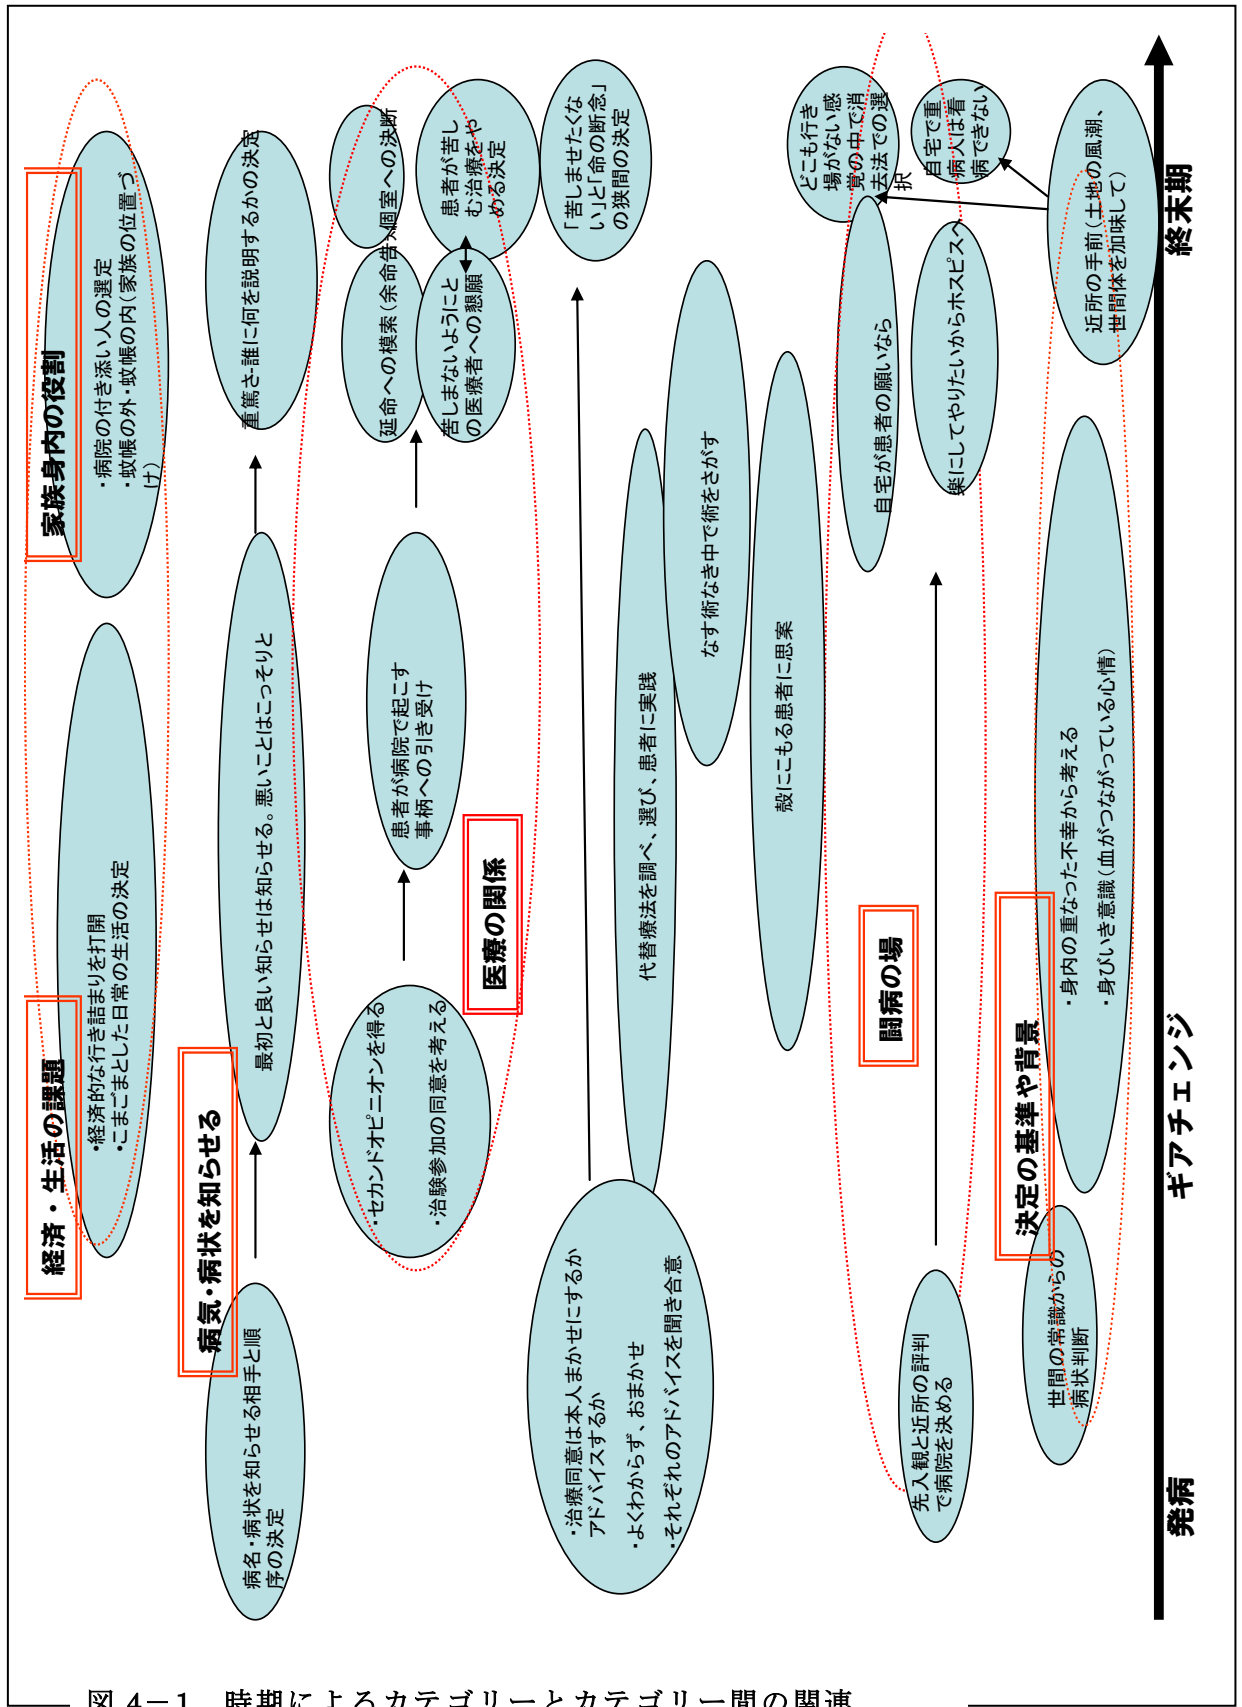 家族身内の役割
・病院の付き添い人の選定
・蚊帳の外・蚊帳の内（家族の位置づ
け）
経済・生活の課題
・経済的な行き詰まりを打開
・こまごまとした日常の生活の決定
病気・病状を知らせる
病名・病状を知らせる相手と順
序の決定
最初と良い知らせは知らせる。悪いことはこっそりと
重篤さ誰に何を説明するかの決定
医療の関係
・セカンドオピニオンを得る
・治験参加の同意を考える
患者が病院で起こす
事柄への引き受け
延命への模索（余命告
個室への決断
苦しまないようにと
の医療者への懇願
患者が苦し
む治療をや
める決定
・治療同意は本人まかせにするか
アドバイスするか
・よくわからず、おまかせ
・それぞれのアドバイスを聞き合意
「苦しませたくな
い」と「命の断念」
の狭間の決定
代替療法を調べ、選び、患者に実践
なす術なき中で術をさがす
殻にこもる患者に思案
闘病の場
先入観と近所の評判
で病院を決める
自宅が患者の願いなら
楽にしてやりたいからホスピスへ
どこも行き
場がない感
覚の中で消
去法での選
択
自宅で重
病人は看
病できない
決定の基準や背景
世間の常識からの
病状判断
・身内の重なった不幸から考える
・身びいき意識（血がつながっている心情）
近所の手前（土地の風潮、
世間体を加味して）
発病
ギアチェンジ
終末期
図 4－1 時期によるカテゴリーとカテゴリー間の関連